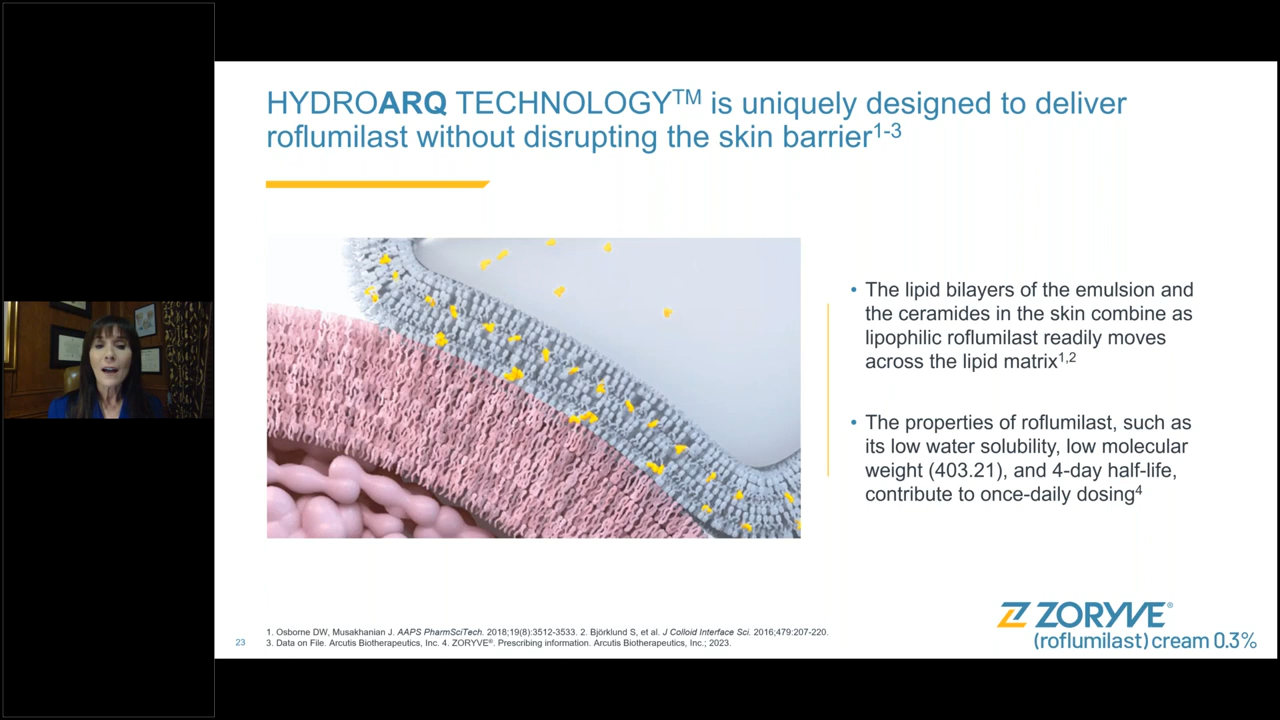 HYDROARQ TECHNOLOGY™ is uniquely designed to deliver
roflumilast without disrupting the skin barrier1-3
• The lipid bilayers of the emulsion and
the ceramides in the skin combine as
lipophilic roflumilast readily moves
across the lipid matrix1,2
• The properties of roflumilast, such as
its low water solubility, low molecular
weight (403.21), and 4-day half-life,
contribute to once-daily dosing4
ZORYVE®
(roflumilast) cream 0.3%
23
1. Osborne DW, Musakhanian J. AAPS PharmSciTech. 2018;19(8):3512-3533. 2. Björklund S, et al. J Colloid Interface Sci. 2016;479:207-220.
3. Data on File. Arcutis Biotherapeutics, Inc. 4. ZORYVE®. Prescribing information. Arcutis Biotherapeutics, Inc.; 2023.